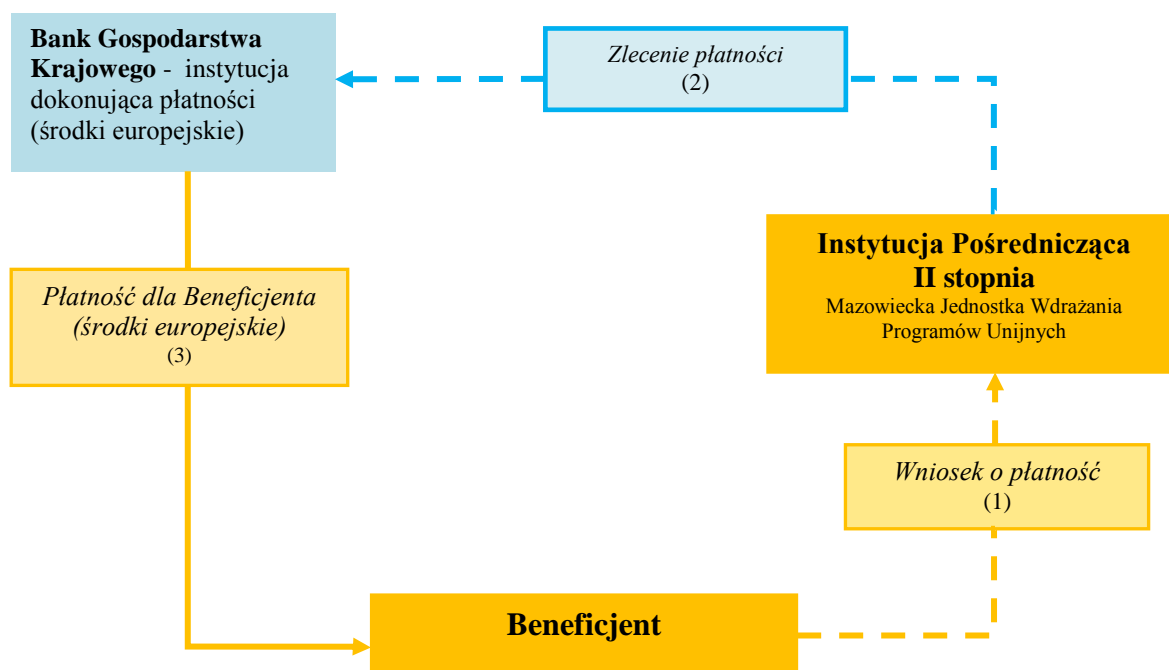 Bank Gospodarstwa
Krajowego - instytucja
dokonująca płatności
(środki europejskie)
Zlecenie płatności
(2)
Instytucja Pośrednicząca
II stopnia
Mazowiecka Jednostka Wdrażania
Programów Unijnych
Płatność dla Beneficjenta
(środki europejskie)
(3)
Wniosek o płatność
(1)
Beneficjent